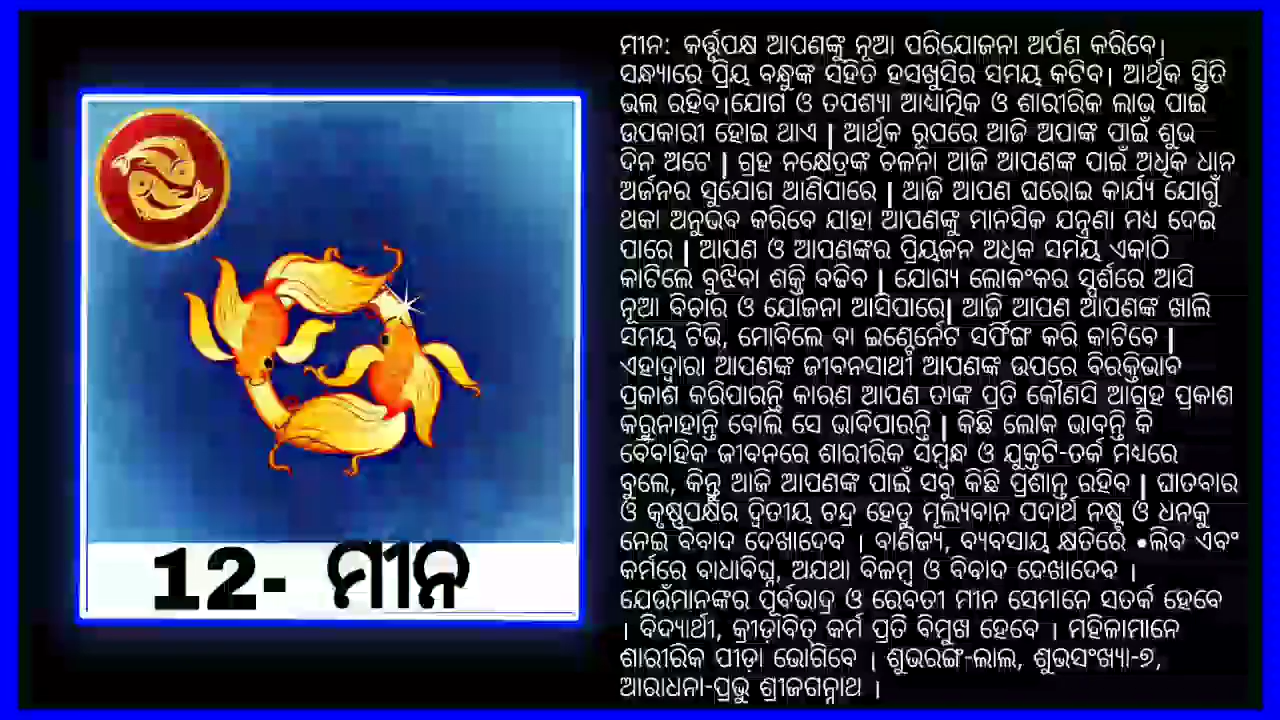 12- ମୀନ
ମୀନ: କର୍ତ୍ତୃପକ୍ଷ ଆପଣଙ୍କୁ ନୂଆ ପରିଯୋଜନା ଅର୍ପଣ କରିବେ।
ସନ୍ଧ୍ୟାରେ ପ୍ରିୟ ବନ୍ଧୁଙ୍କ ସହିତ ହସଖୁସିର ସମୟ କଟିବ। ଆର୍ଥିକ ସ୍ଥିତି
ଭଲ ରହିବ।ଯୋଗ ଓ ତପଶ୍ୟା ଆଧ୍ୟାତ୍ମିକ ଓ ଶାରୀରିକ ଲାଭ ପାଇଁ
ଉପକାରୀ ହୋଇ ଥାଏ | ଆର୍ଥିକ ରୂପରେ ଆଜି ଅପାଙ୍କ ପାଇଁ ଶୁଭ
ଦିନ ଅଟେ | ଗ୍ରହ ନକ୍ଷେତ୍ରଙ୍କ ଚଳନା ଆଜି ଆପଣଙ୍କ ପାଇଁ ଅଧିକ ଧାନ
ଅର୍ଜନର ସୁଯୋଗ ଆଣିପାରେ | ଆଜି ଆପଣ ଘରୋଇ କାର୍ଯ୍ୟ ଯୋଗୁଁ
ଥକା ଅନୁଭବ କରିବେ ଯାହା ଆପଣଙ୍କୁ ମାନସିକ ଯନ୍ତ୍ରଣା ମଧ୍ୟ ଦେଇ
ପାରେ | ଆପଣ ଓ ଆପଣଙ୍କର ପ୍ରିୟଜନ ଅଧିକ ସମୟ ଏକାଠି
କାଟିଲେ ବୁଝିବା ଶକ୍ତି ବଢିବ | ଯୋଗ୍ୟ ଲୋକଂକର ସ୍ପର୍ଶରେ ଆସି
ନୂଆ ବିଚାର ଓ ଯୋଜନା ଆସିପାରେ| ଆଜି ଆପଣ ଆପଣଙ୍କ ଖାଲି
ସମୟ ଟିଭି, ମୋବିଲେ ବା ଇଣ୍ଟେର୍ନେଟ ସର୍ଫିଙ୍ଗ କରି କାଟିବେ |
ଏହାଦ୍ୱାରା ଆପଣଙ୍କ ଜୀବନସାଥୀ ଆପଣଙ୍କ ଉପରେ ବିରକ୍ତିଭାବ
ପ୍ରକାଶ କରିପାରନ୍ତି କାରଣ ଆପଣ ତାଙ୍କ ପ୍ରତି କୌଣସି ଆଗ୍ରହ ପ୍ରକାଶ
କରୁନାହାନ୍ତି ବୋଲି ସେ ଭାବିପାରନ୍ତି | କିଛି ଲୋକ ଭାବନ୍ତି କି
ବୈବାହିକ ଜୀବନରେ ଶାରୀରିକ ସମ୍ବନ୍ଧ ଓ ଯୁକ୍ତଟି-ତର୍କ ମଧ୍ୟରେ
ବୁଲେ, କିନ୍ତୁ ଆଜି ଆପଣଙ୍କ ପାଇଁ ସବୁ କିଛି ପ୍ରଶାନ୍ତ ରହିବ | ଘାତବାର
ଓ କୃଷ୍ଣପକ୍ଷର ଦ୍ୱିତୀୟ ଚନ୍ଦ୍ର ହେତୁ ମୂଲ୍ୟବାନ ପଦାର୍ଥ ନଷ୍ଟ ଓ ଧନକୁ
ନେଇ ବିବାଦ ଦେଖାଦେବ । ବାଣିଜ୍ୟ, ବ୍ୟବସାୟ କ୍ଷତିରେ •ଲିବ ଏବଂ
କର୍ମରେ ବାଧାବିଘ୍ନ, ଅଯଥା ବିଳମ୍ବ ଓ ବିବାଦ ଦେଖାଦେବ ।
ଯେଉଁମାନଙ୍କର ପୂର୍ବଭାଦ୍ର ଓ ରେବତୀ ମୀନ ସେମାନେ ସତର୍କ ହେବେ
। ବିଦ୍ୟାର୍ଥୀ, କ୍ରୀଡ଼ାବିତ୍ କର୍ମ ପ୍ରତି ବିମୁଖ ହେବେ । ମହିଳାମାନେ
ଶାରୀରିକ ପୀଡ଼ା ଭୋଗିବେ । ଶୁଭରଙ୍ଗ-ଲାଲ, ଶୁଭସଂଖ୍ୟା-୭,
ଆରାଧନା-ପ୍ରଭୁ ଶ୍ରୀଜଗନ୍ନାଥ ।